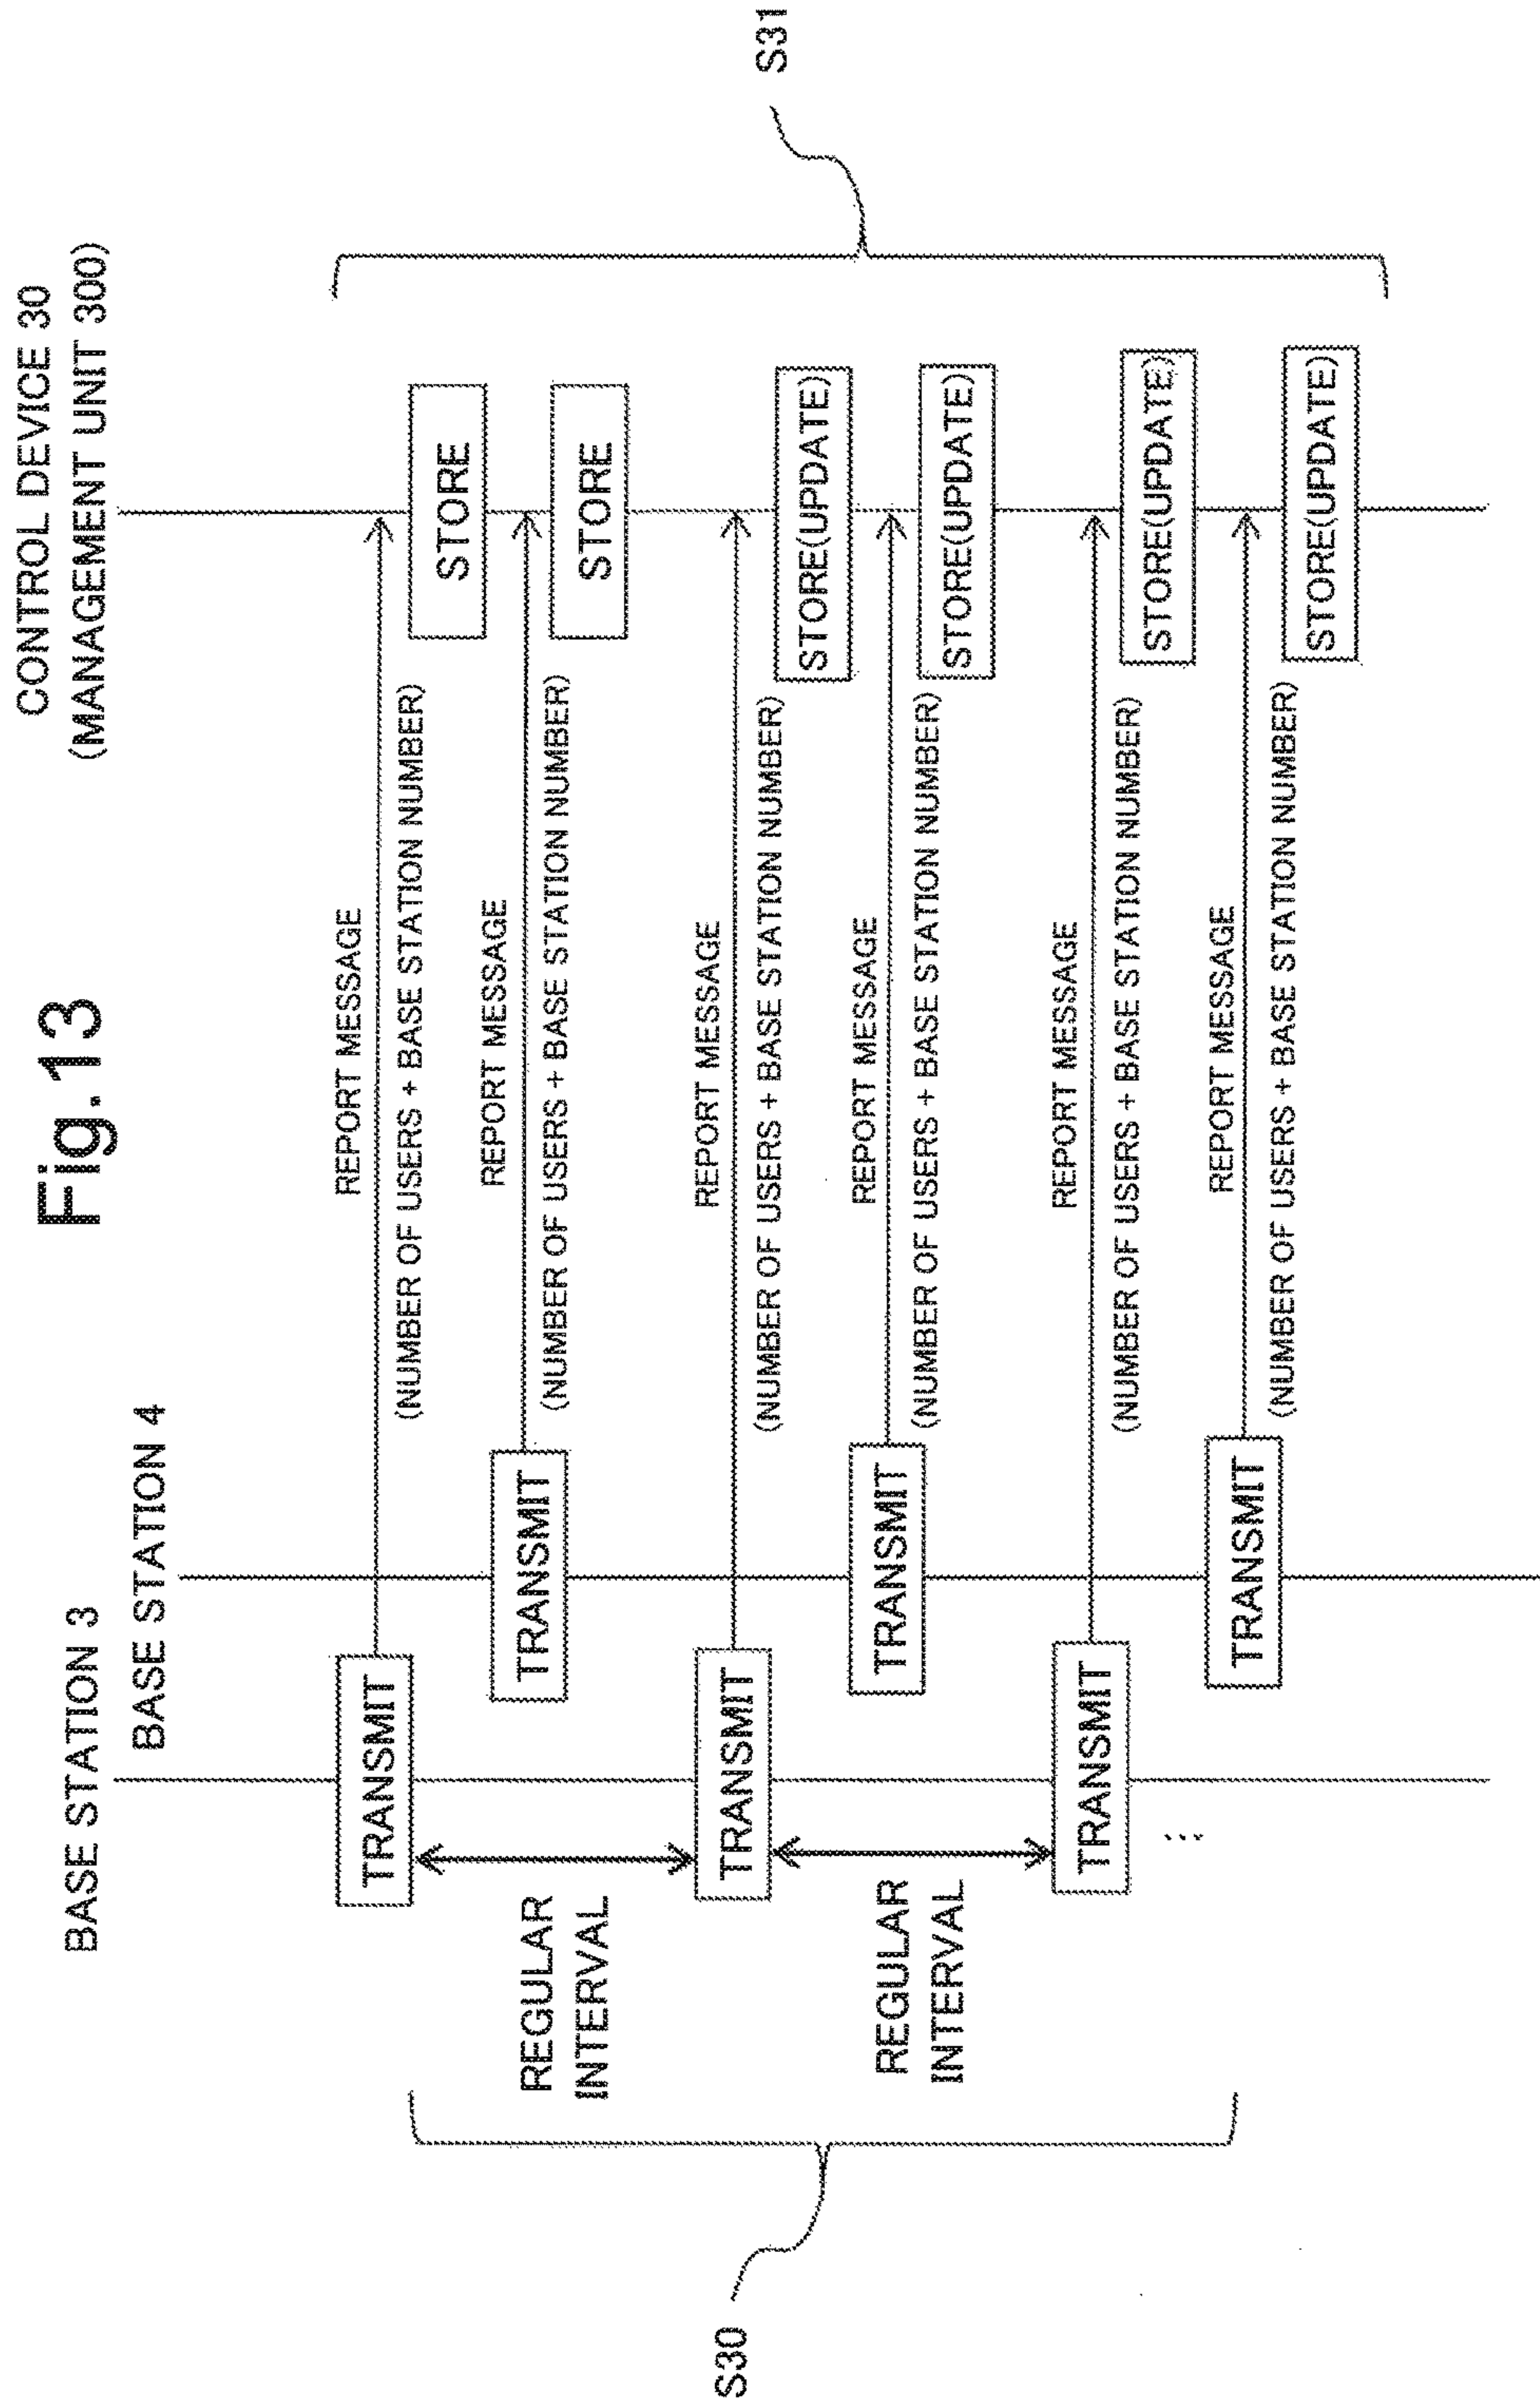 Fig.13
BASE STATION 3
BASE STATION 4
CONTROL DEVICE 30
(MANAGEMENT UNIT 300)
TRANSMIT
REPORT MESSAGE
(NUMBER OF USERS + BASE STATION NUMBER)
STORE
TRANSMIT
REPORT MESSAGE
(NUMBER OF USERS + BASE STATION NUMBER)
STORE
REGULAR
INTERVAL
TRANSMIT
REPORT MESSAGE
(NUMBER OF USERS + BASE STATION NUMBER)
STORE(UPDATE)
TRANSMIT
REPORT MESSAGE
(NUMBER OF USERS + BASE STATION NUMBER)
STORE(UPDATE)
REGULAR
INTERVAL
TRANSMIT
REPORT MESSAGE
(NUMBER OF USERS + BASE STATION NUMBER)
STORE(UPDATE)
TRANSMIT
REPORT MESSAGE
(NUMBER OF USERS + BASE STATION NUMBER)
STORE(UPDATE)
...
S30
S31